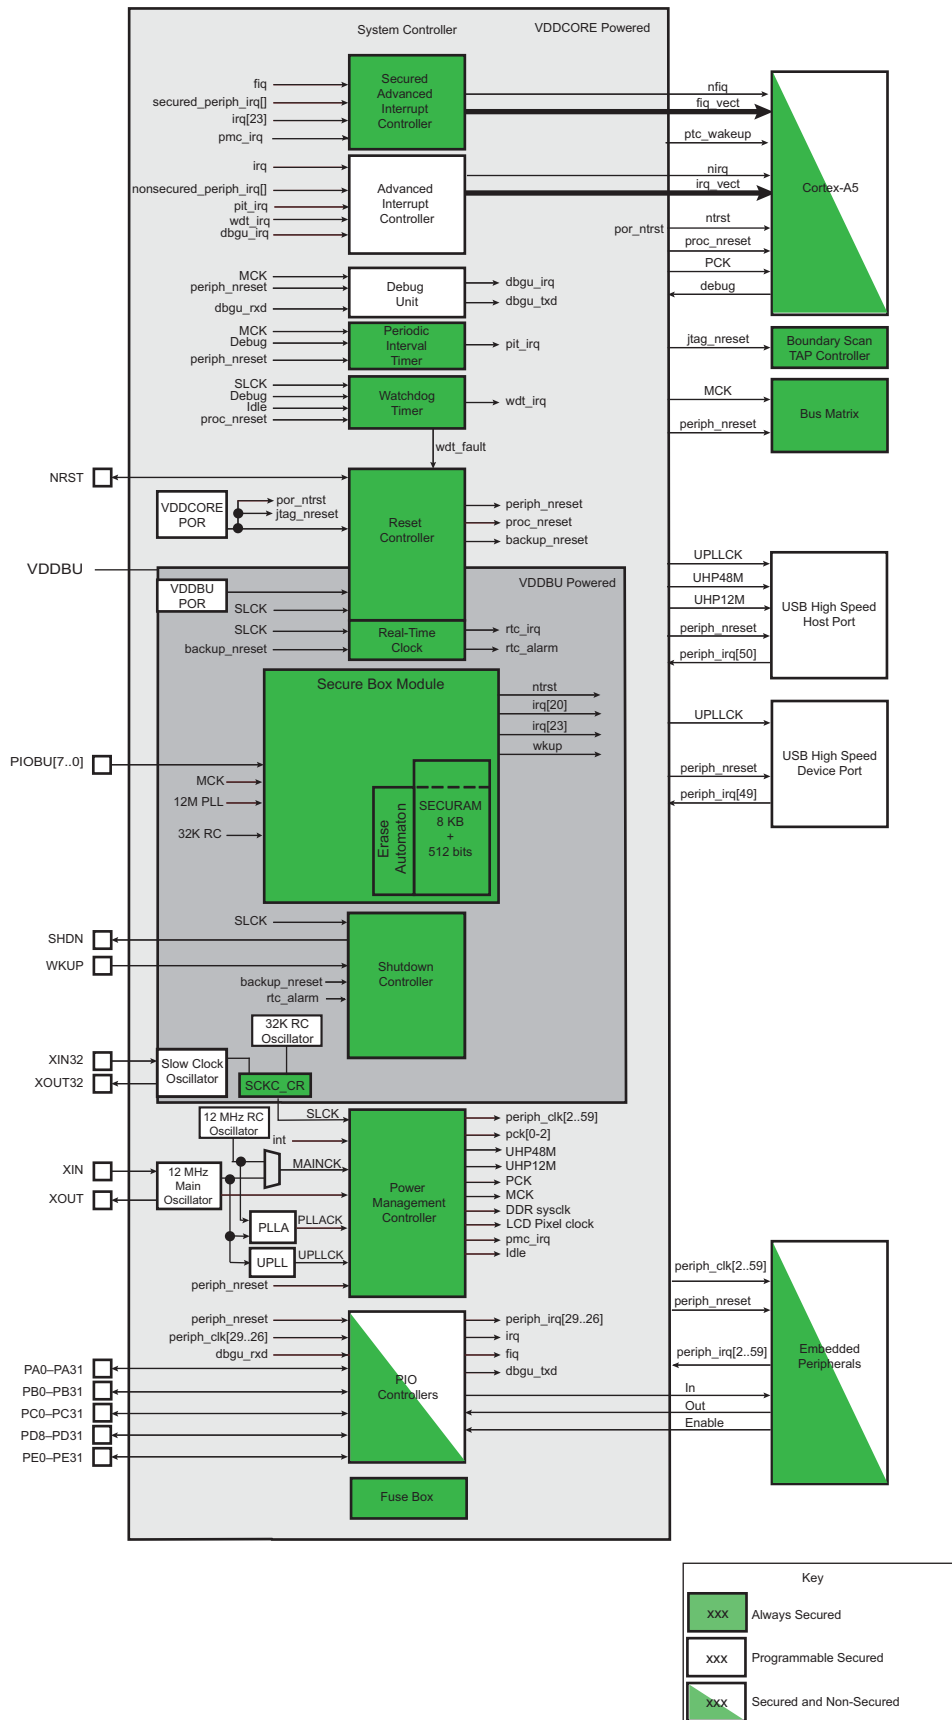 System Controller
VDDCORE Powered
fiq
secured_periph_irq[]
irq[23]
pmc_irq
Secured
Advanced
Interrupt
Controller
nfiq
fiq_vect
ptc_wakeup
irq
nonsecured_periph_irq[]
pit_irq
wdt_irq
dbgu_irq
Advanced
Interrupt
Controller
nirq
irq_vect
Cortex-A5
por_ntrst
ntrst
proc_nreset
PCK
debug
MCK
periph_nreset
dbgu_rxd
Debug
Unit
dbgu_irq
dbgu_txd
MCK
Debug
periph_nreset
Periodic
Interval
Timer
pit_irq
jtag_nreset
Boundary Scan
TAP Controller
SLCK
Debug
Idle
proc_nreset
Watchdog
Timer
wdt_irq
MCK
periph_nreset
Bus Matrix
wdt_fault
NRST
VDDCORE
POR
por_ntrst
jtag_nreset
Reset
Controller
periph_nreset
proc_nreset
backup_nreset
VDDBU
VDDBU Powered
VDDBU
POR
SLCK
UPLLCK
UHP48M
UHP12M
periph_nreset
periph_irq[50]
USB High Speed
Host Port
SLCK
backup_nreset
Real-Time
Clock
rtc_irq
rtc_alarm
Secure Box Module
ntrst
irq[20]
irq[23]
wkup
PIOBU[7..0]
MCK
12M PLL
32K RC
Erase
Automaton
SECURAM
8 KB
+
512 bits
UPLLCK
periph_nreset
periph_irq[49]
USB High Speed
Device Port
SLCK
SHDN
WKUP
backup_nreset
rtc_alarm
Shutdown
Controller
32K RC
Oscillator
XIN32
XOUT32
Slow Clock
Oscillator
SCKC_CR
12 MHz RC
Oscillator
SLCK
int
XIN
XOUT
12 MHz
Main
Oscillator
MAINCK
PLLA
PLLACK
UPLL
UPLLCK
periph_nreset
Power
Management
Controller
periph_clk[2..59]
pck[0-2]
UHP48M
UHP12M
PCK
MCK
DDR sysclk
LCD Pixel clock
pmc_irq
Idle
periph_nreset
periph_clk[29..26]
dbgu_rxd
PA0–PA31
PB0–PB31
PC0–PC31
PD8–PD31
PE0–PE31
PIO
Controllers
periph_irq[29..26]
irq
fiq
dbgu_txd
periph_clk[2..59]
periph_nreset
periph_irq[2..59]
In
Out
Enable
Embedded
Peripherals
Fuse Box
Key
xxx Always Secured
xxx Programmable Secured
xxx Secured and Non-Secured